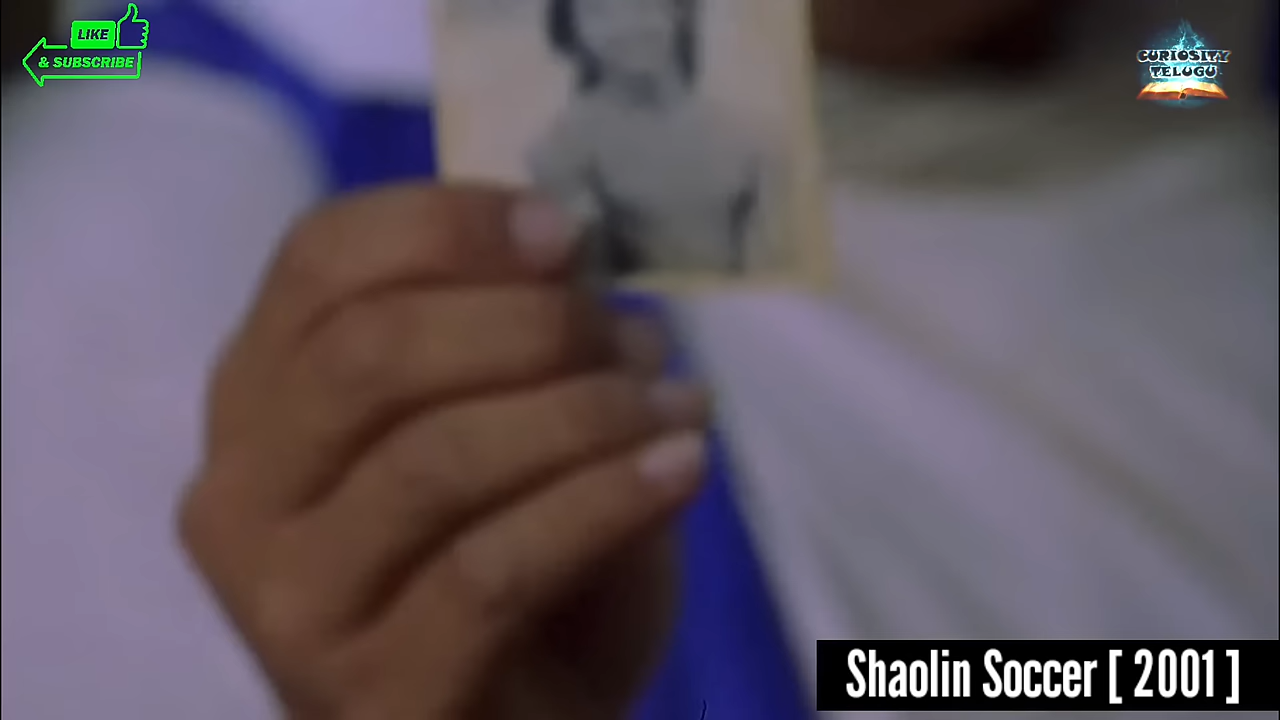 LIKE
& SUBSCRIBE
CURIOSITY
TELUGU
Shaolin Soccer [ 2001 ]